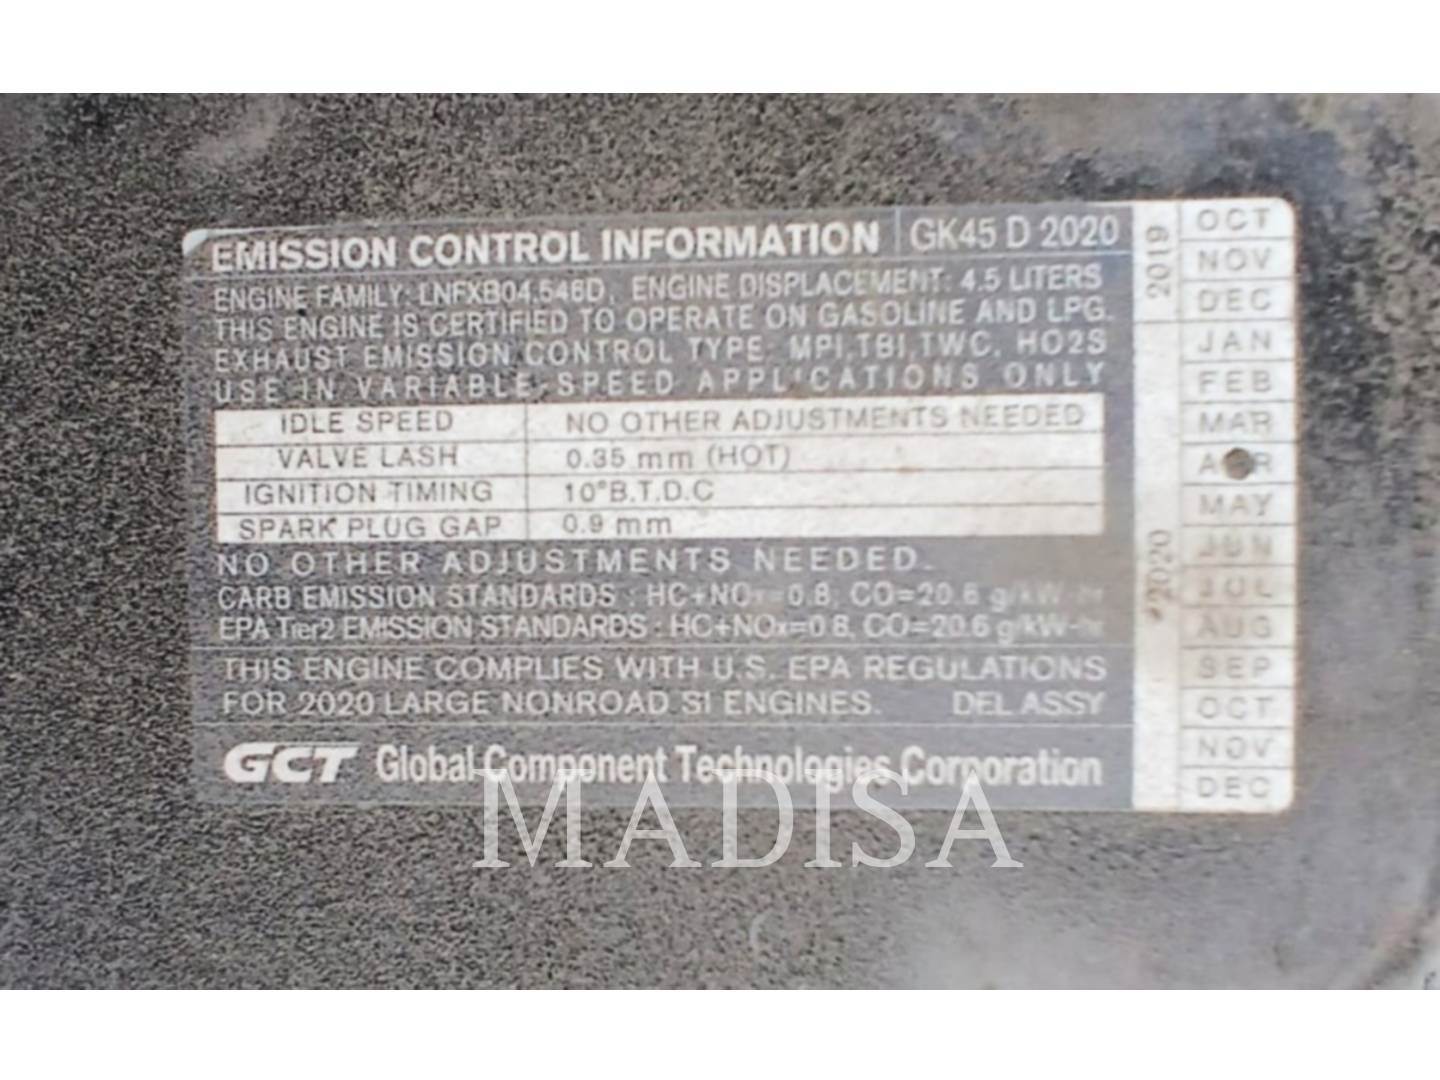 EMISSION CONTROL INFORMATION GK45 D 2020
ENGINE FAMILY: LNFXB04.546D, ENGINE DISPLACEMENT: 4.5 LITERS
THIS ENGINE IS CERTIFIED TO OPERATE ON GASOLINE AND LPG.
EXHAUST EMISSION CONTROL TYPE MPI,TBI,TWC, HO2S
USE IN VARIABLE SPEED APPLICATIONS ONLY
IDLE SPEED NO OTHER ADJUSTMENTS NEEDED
VALVE LASH 0.35 mm (HOT)
IGNITION TIMING 10°B.T.D.C
SPARK PLUG GAP 0.9 mm
NO OTHER ADJUSTMENTS NEEDED.
CARB EMISSION STANDARDS : HC+NOx=0.8, CO=20.6 g/kW-hr
EPA Tier2 EMISSION STANDARDS : HC+NOx=0.8, CO=20.6 g/kW-hr
THIS ENGINE COMPLIES WITH U.S. EPA REGULATIONS
FOR 2020 LARGE NONROAD SI ENGINES. DEL ASSY
GCT Global Component Technologies Corporation
2019
OCT
NOV
DEC
2020
JAN
FEB
MAR
APR
MAY
JUN
JUL
AUG
SEP
OCT
NOV
DEC
MADISA